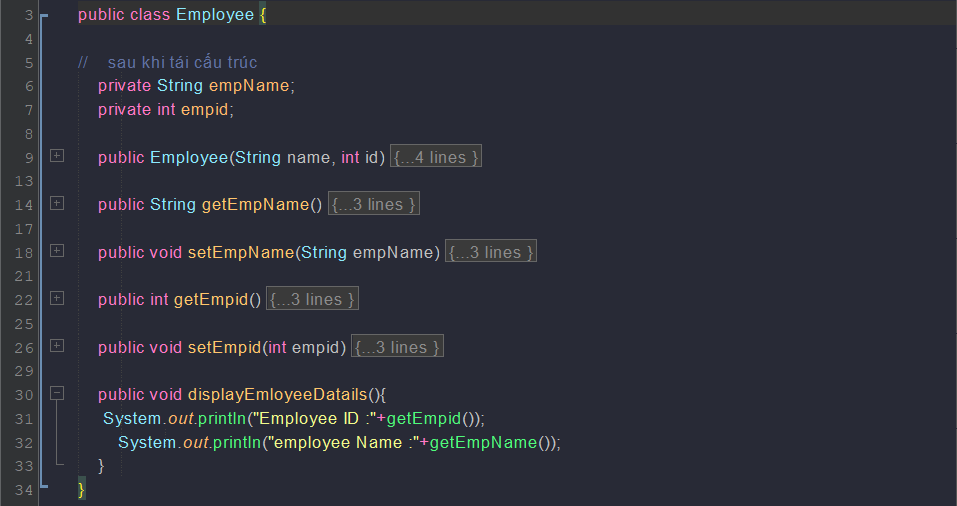 3 public class Employee {
4
5 // sau khi tái cấu trúc
6 private String empName;
7 private int empid;
8
9 public Employee(String name, int id) {...4 lines }
13
14 public String getEmpName() {...3 lines }
17
18 public void setEmpName(String empName) {...3 lines }
21
22 public int getEmpid() {...3 lines }
25
26 public void setEmpid(int empid) {...3 lines }
29
30 public void displayEmloyeeDatails(){
31 System.out.println("Employee ID :"+getEmpid());
32 System.out.println("employee Name :"+getEmpName());
33 }
34 }